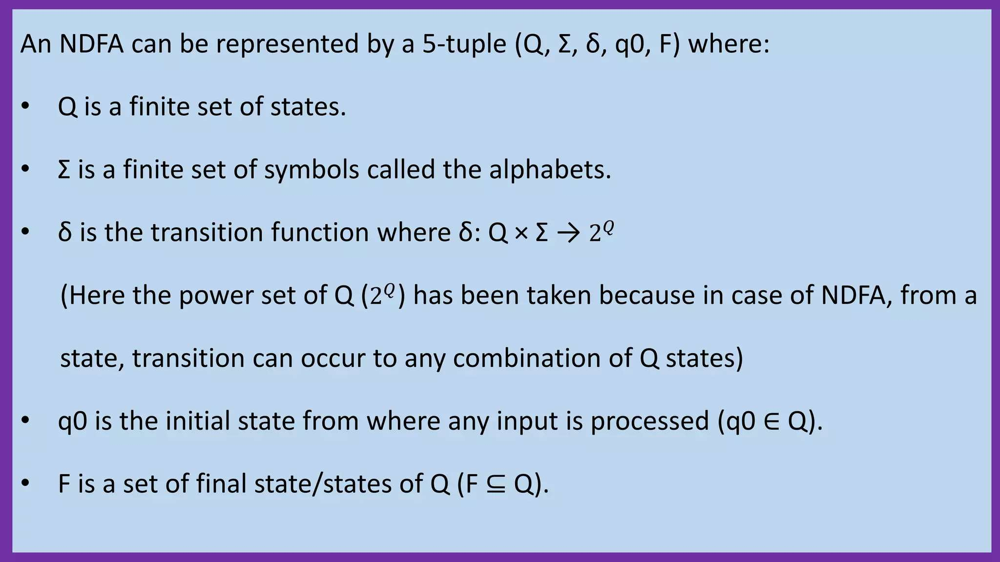 An NDFA can be represented by a 5-tuple (Q, Σ, δ, q0, F) where:
• Q is a finite set of states.
• Σ is a finite set of symbols called the alphabets.
• δ is the transition function where δ: Q × Σ → 2^Q
(Here the power set of Q (2^Q) has been taken because in case of NDFA, from a
state, transition can occur to any combination of Q states)
• q0 is the initial state from where any input is processed (q0 ∈ Q).
• F is a set of final state/states of Q (F ⊆ Q).